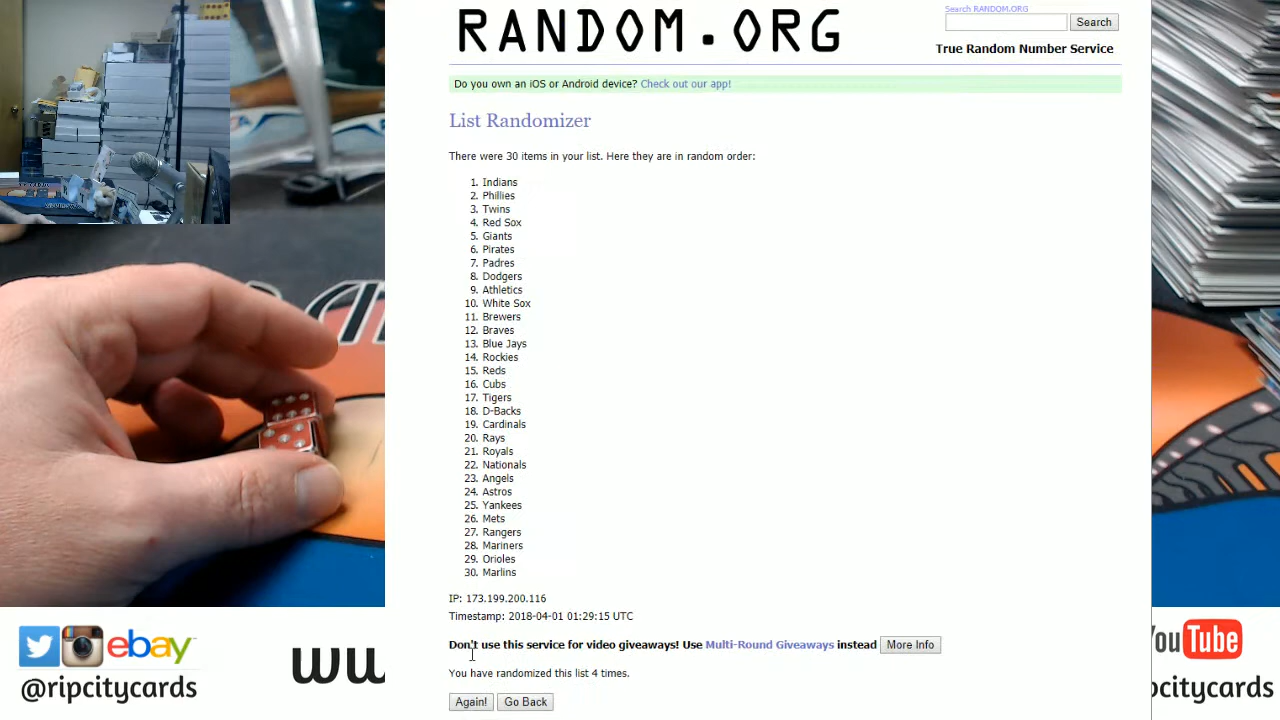 RANDOM.ORG
Search RANDOM.ORG
Search
True Random Number Service
Do you own an iOS or Android device? Check out our app!
List Randomizer
There were 30 items in your list. Here they are in random order:
1. Indians
2. Phillies
3. Twins
4. Red Sox
5. Giants
6. Pirates
7. Padres
8. Dodgers
9. Athletics
10. White Sox
11. Brewers
12. Braves
13. Blue Jays
14. Rockies
15. Reds
16. Cubs
17. Tigers
18. D-Backs
19. Cardinals
20. Rays
21. Royals
22. Nationals
23. Angels
24. Astros
25. Yankees
26. Mets
27. Rangers
28. Mariners
29. Orioles
30. Marlins
IP: 173.199.200.116
Timestamp: 2018-04-01 01:29:15 UTC
Don't use this service for video giveaways! Use Multi-Round Giveaways instead More Info
You have randomized this list 4 times.
Again! Go Back
ebay
@ripcitycards
ww
You Tube
pcitycards